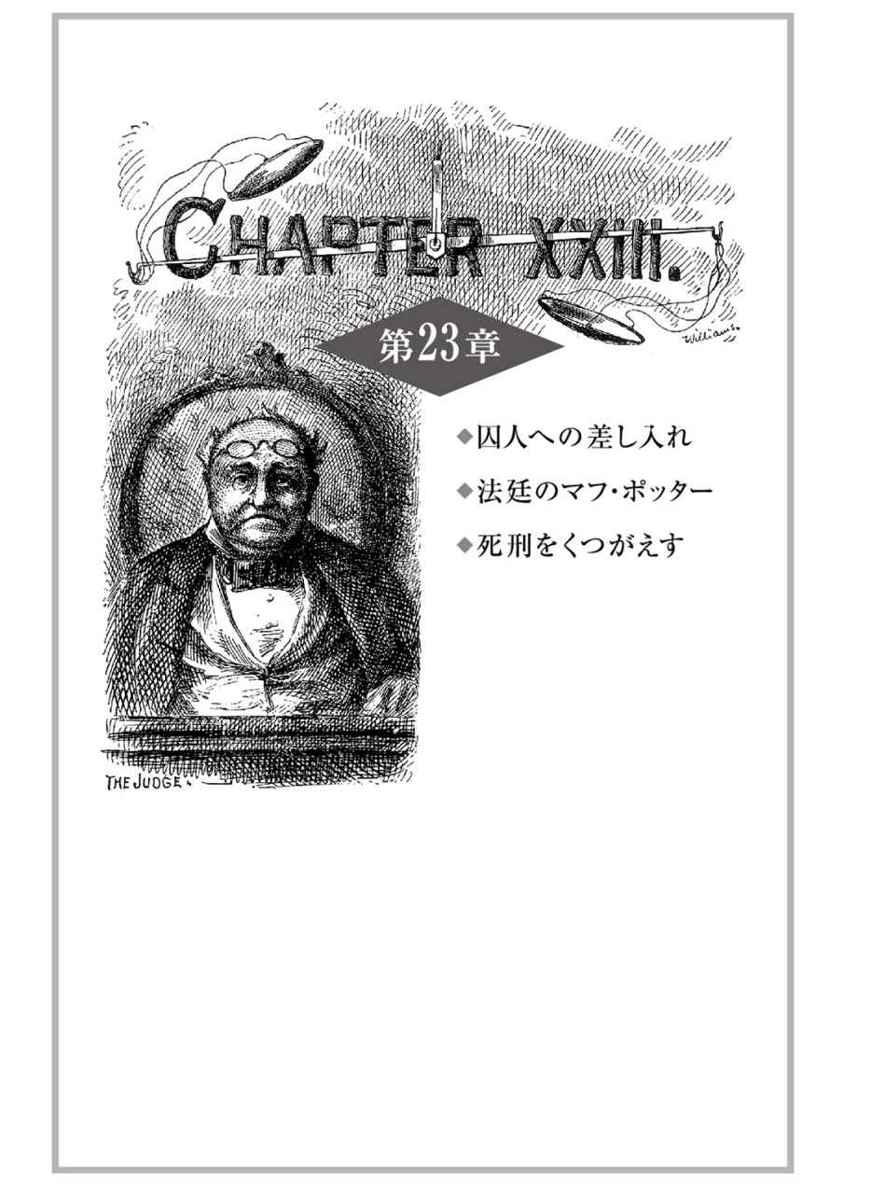 CHAPTER XXIII.
Williams.
第23章
◆囚人への差し入れ
◆法廷のマフ・ポッター
◆死刑をくつがえす
THE JUDGE.